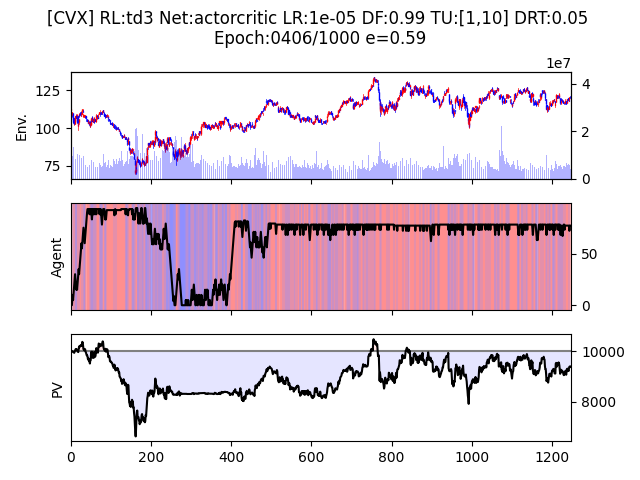 [CVX] RL:td3 Net:actorcritic LR:1e-05 DF:0.99 TU:[1,10] DRT:0.05
Epoch:0406/1000 e=0.59
1e7
125
100
75
Env.
4
2
0
Agent
50
0
PV
10000
8000
0 200 400 600 800 1000 1200